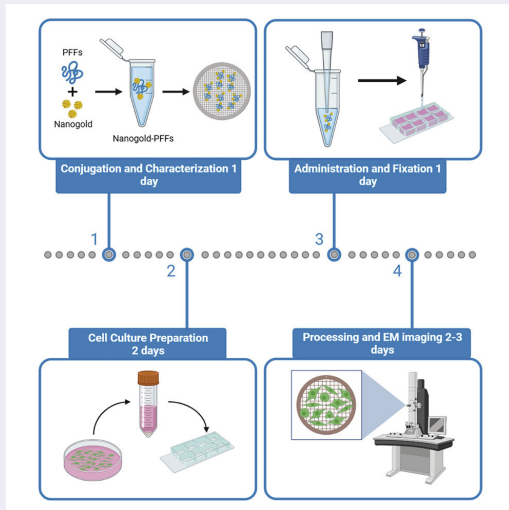 PFFs
+
Nanogold
Nanogold-PFFs
Conjugation and Characterization 1
day
Administration and Fixation 1
day
1
3
2
4
Cell Culture Preparation
2 days
Processing and EM imaging 2-3
days